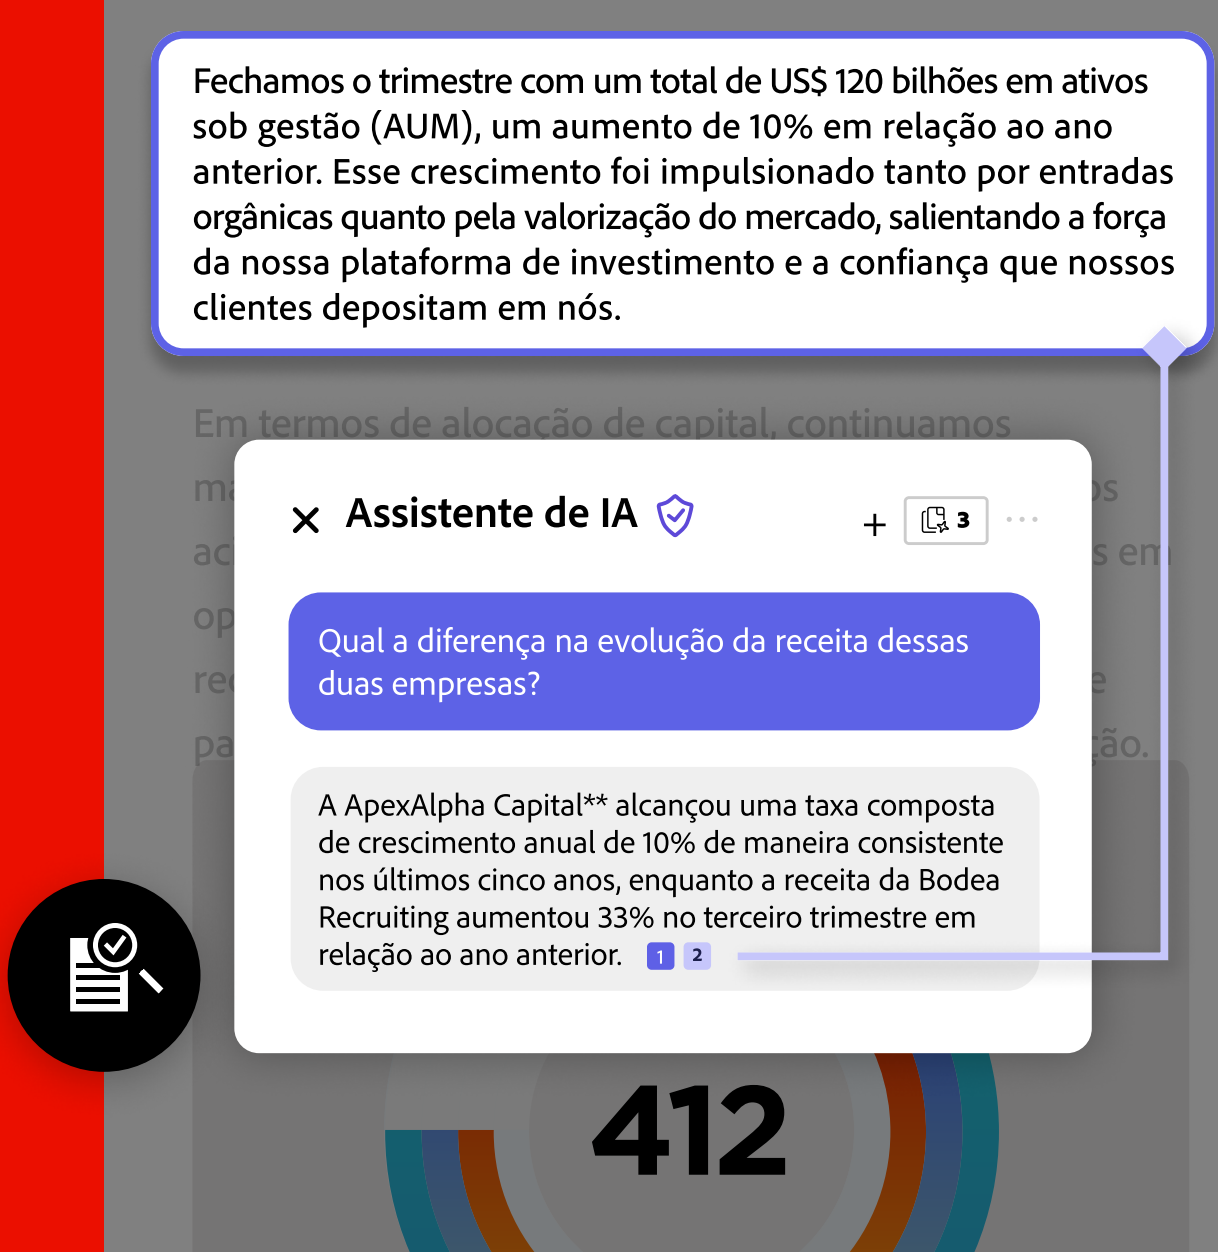 Fechamos o trimestre com um total de US$ 120 bilhões em ativos
sob gestão (AUM), um aumento de 10% em relação ao ano
anterior. Esse crescimento foi impulsionado tanto por entradas
orgânicas quanto pela valorização do mercado, salientando a força
da nossa plataforma de investimento e a confiança que nossos
clientes depositam em nós.
Em termos de alocação de capital, continuamos
Assistente de IA
+ 3 ...
Qual a diferença na evolução da receita dessas
duas empresas?
A ApexAlpha Capital** alcançou uma taxa composta
de crescimento anual de 10% de maneira consistente
nos últimos cinco anos, enquanto a receita da Bodea
Recruiting aumentou 33% no terceiro trimestre em
relação ao ano anterior. 1 2
412